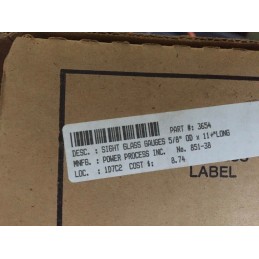 PART #: 3654
DESC. : SIGHT GLASS GAUGES 5/8" OD x 11 "LONG
MNFG. : POWER PROCESS INC. No. 851-38
LOC. : 1D7C2 COST %: 8.74
LABEL